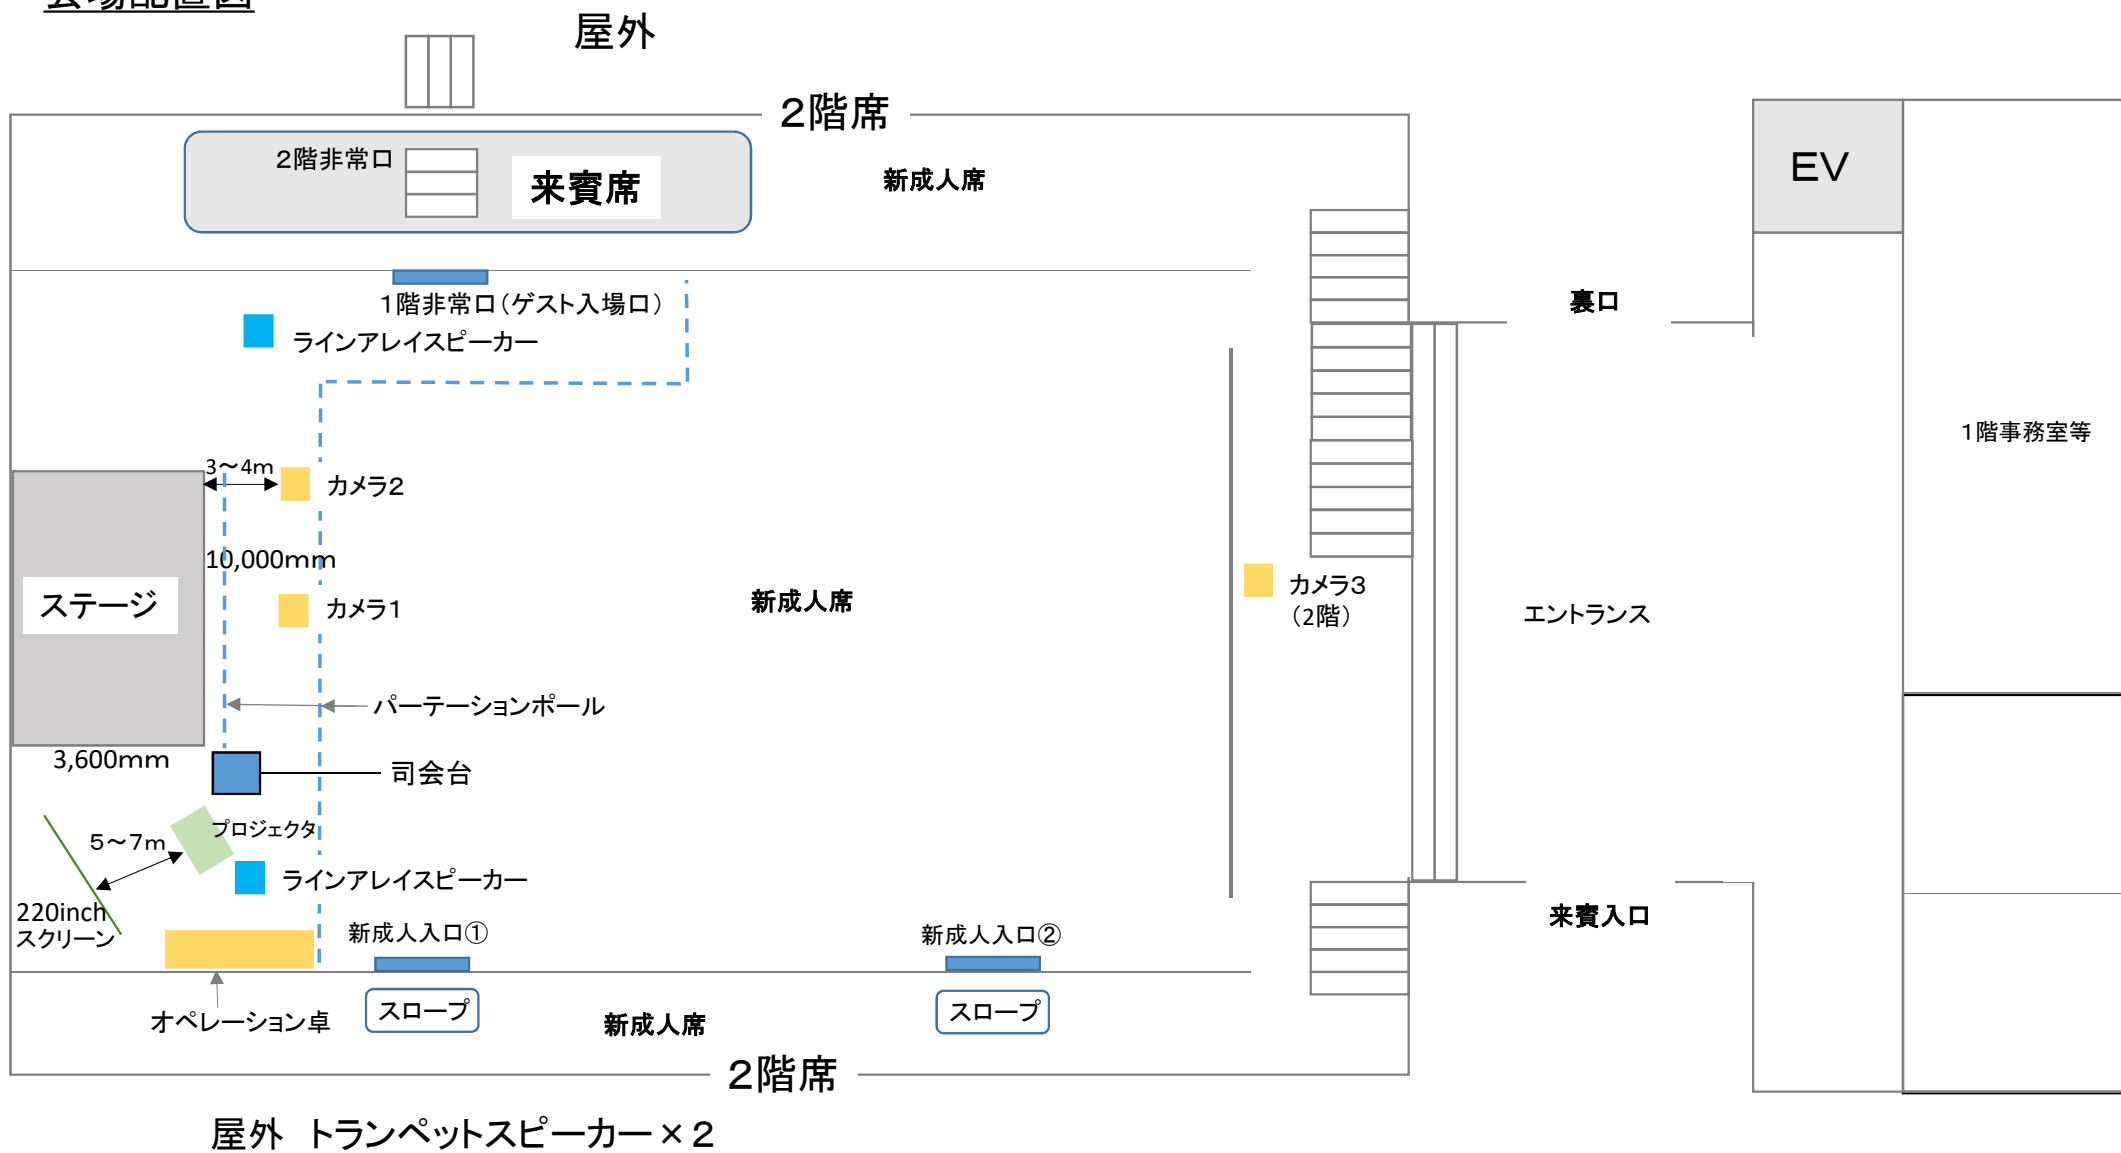 会場配置図
屋外
2階席
2階非常口
来賓席
新成人席
EV
1階非常口(ゲスト入場口)
ラインアレイスピーカー
裏口
1階事務室等
3~4m
カメラ2
10,000mm
ステージ
カメラ1
新成人席
カメラ3
(2階)
エントランス
パーテーションポール
3,600mm
司会台
プロジェクタ
5~7m
ラインアレイスピーカー
220inch
スクリーン
新成人入口①
新成人入口②
来賓入口
オペレーション卓
スロープ
新成人席
スロープ
2階席
屋外 トランペットスピーカー×2